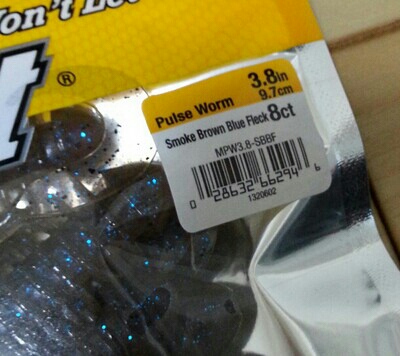 Won't Lo
t®
Pulse Worm 3.8in
9.7cm
Smoke Brown Blue Fleck 8ct
MPW3.8-SBBF
0 28632 66294 6
1320602